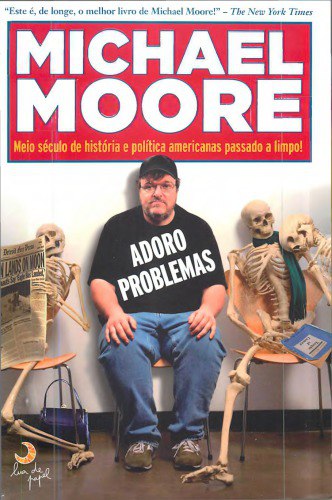 "Este é, de longe, o melhor livro de Michael Moore!" – The New York Times
MICHAEL
MOORE
Meio século de história e política americanas passado a limpo!
ADORO
PROBLEMAS
lua de papel